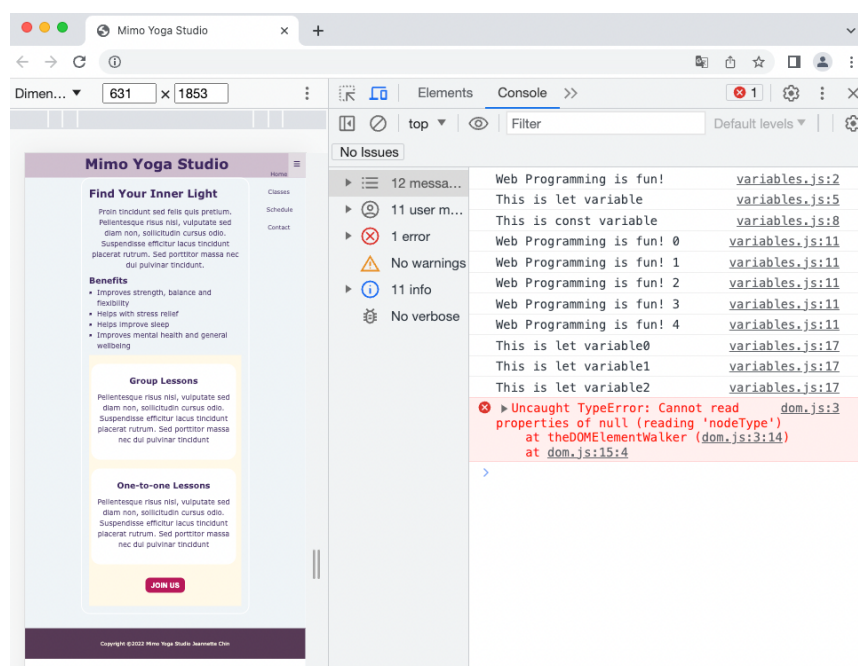 Mimo Yoga Studio
Dimen...
631 × 1853
Elements Console
1
top
Filter
Default levels
No Issues
12 messa...
11 user m...
1 error
No warnings
11 info
No verbose
Web Programming is fun! variables.js:2
This is let variable variables.js:5
This is const variable variables.js:8
Web Programming is fun! 0 variables.js:11
Web Programming is fun! 1 variables.js:11
Web Programming is fun! 2 variables.js:11
Web Programming is fun! 3 variables.js:11
Web Programming is fun! 4 variables.js:11
This is let variable0 variables.js:17
This is let variable1 variables.js:17
This is let variable2 variables.js:17
Uncaught TypeError: Cannot read dom.js:3
properties of null (reading 'nodeType')
at theDOMElementWalker (dom.js:3:14)
at dom.js:15:4
Mimo Yoga Studio
Home
Classes
Schedule
Contact
Find Your Inner Light
Proin tincidunt sed felis quis pretium.
Pellentesque risus nisl, vulputate sed
diam non, sollicitudin cursus odio.
Suspendisse efficitur lacus tincidunt
placerat rutrum. Sed porttitor massa nec
dui pulvinar tincidunt.
Benefits
• Improves strength, balance and
flexibility
• Helps with stress relief
• Helps improve sleep
• Improves mental health and general
wellbeing
Group Lessons
Pellentesque risus nisl, vulputate sed
diam non, sollicitudin cursus odio.
Suspendisse efficitur lacus tincidunt
placerat rutrum. Sed porttitor massa
nec dui pulvinar tincidunt
One-to-one Lessons
Pellentesque risus nisl, vulputate sed
diam non, sollicitudin cursus odio.
Suspendisse efficitur lacus tincidunt
placerat rutrum. Sed porttitor massa
nec dui pulvinar tincidunt
JOIN US
Copyright ©2022 Mimo Yoga Studio Jeannette Chin